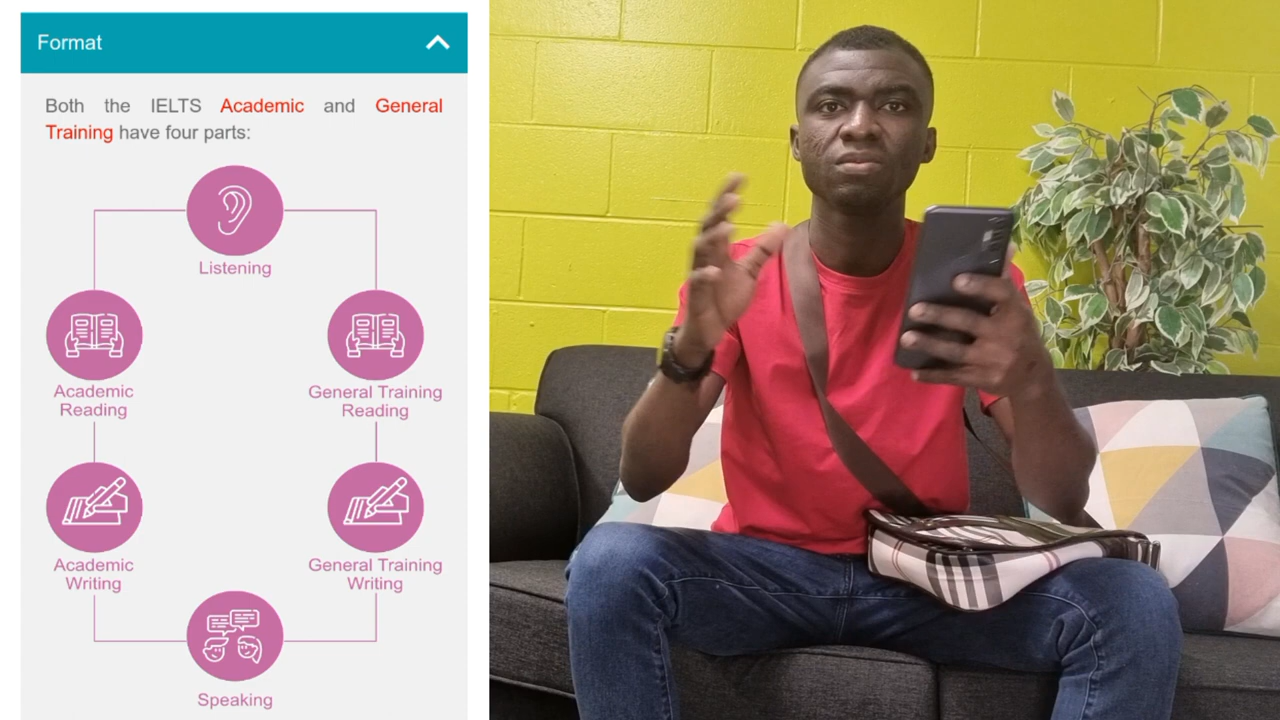 Format
Both the IELTS Academic and General
Training have four parts:
Listening
Academic
Reading
General Training
Reading
Academic
Writing
General Training
Writing
Speaking